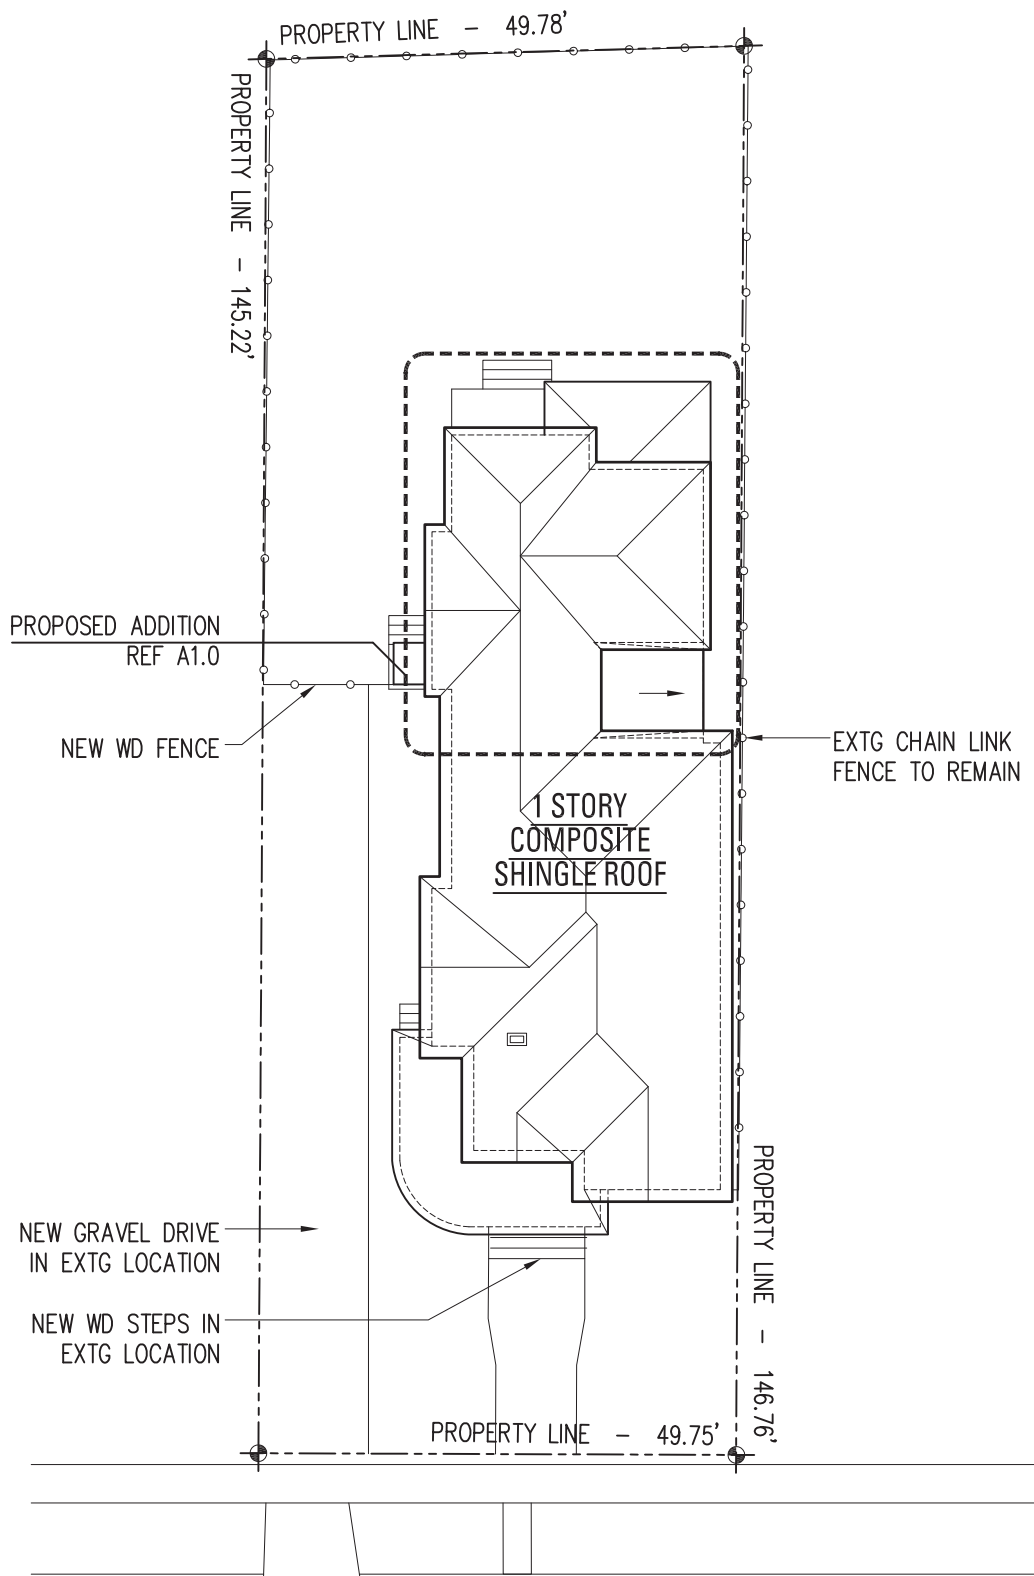 PROPERTY LINE - 49.78'
PROPERTY LINE - 145.22'
PROPOSED ADDITION
REF A1.0
NEW WD FENCE
EXTG CHAIN LINK
FENCE TO REMAIN
1 STORY
COMPOSITE
SHINGLE ROOF
NEW GRAVEL DRIVE
IN EXTG LOCATION
NEW WD STEPS IN
EXTG LOCATION
PROPERTY LINE - 146.76'
PROPERTY LINE - 49.75'